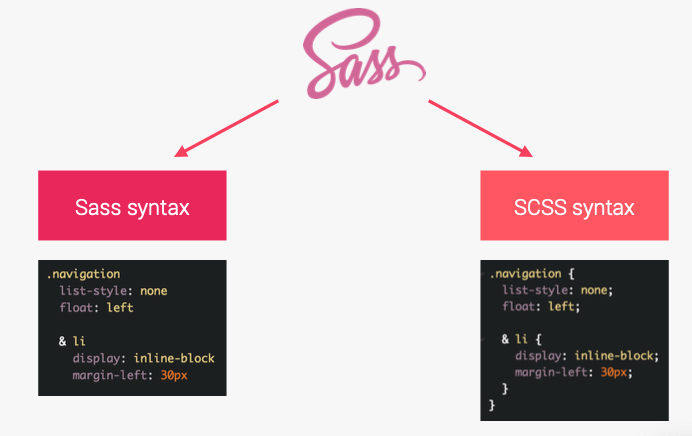 Sass
Sass syntax
.navigation
list-style: none
float: left
& li
display: inline-block
margin-left: 30px
SCSS syntax
.navigation {
list-style: none;
float: left;
& li {
display: inline-block;
margin-left: 30px;
}
}